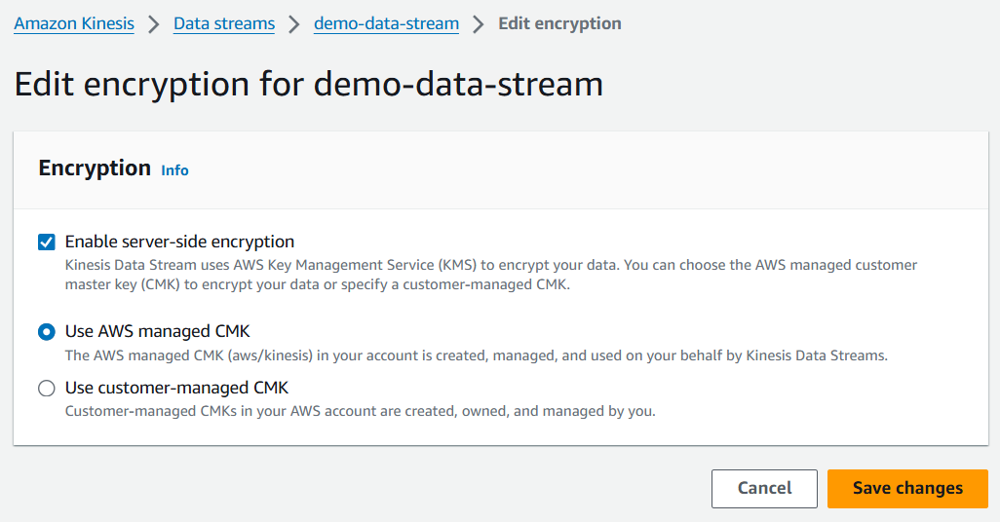 Amazon Kinesis > Data streams > demo-data-stream > Edit encryption
Edit encryption for demo-data-stream
Encryption Info
Enable server-side encryption
Kinesis Data Stream uses AWS Key Management Service (KMS) to encrypt your data. You can choose the AWS managed customer
master key (CMK) to encrypt your data or specify a customer-managed CMK.
Use AWS managed CMK
The AWS managed CMK (aws/kinesis) in your account is created, managed, and used on your behalf by Kinesis Data Streams.
Use customer-managed CMK
Customer-managed CMKs in your AWS account are created, owned, and managed by you.
Cancel Save changes